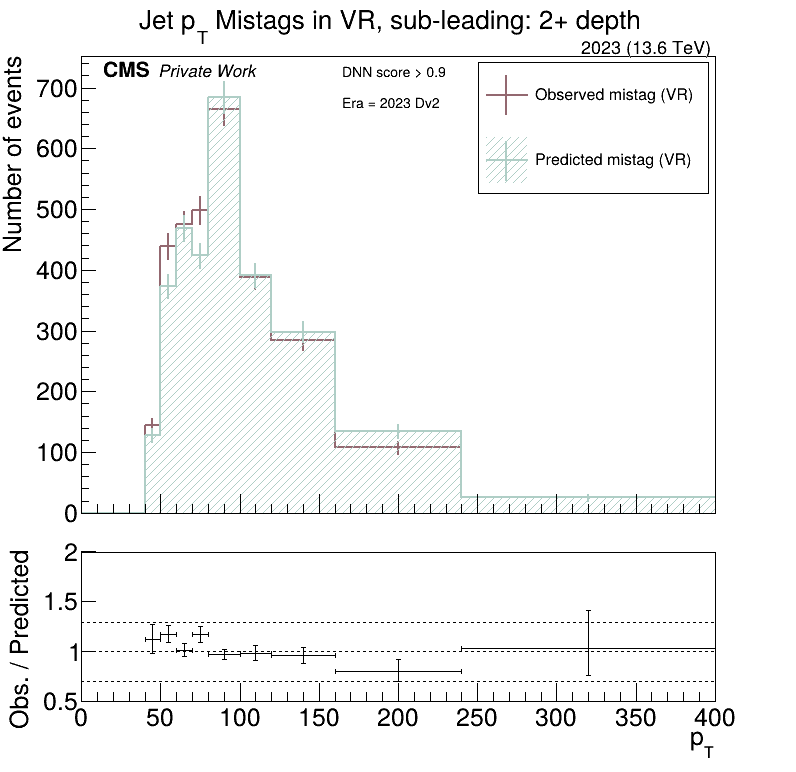 Jet p_T Mistags in VR, sub-leading: 2+ depth
2023 (13.6 TeV)
CMS Private Work
DNN score > 0.9
Era = 2023 Dv2
Observed mistag (VR)
Predicted mistag (VR)
Number of events
700
600
500
400
300
200
100
0
Obs. / Predicted
2
1.5
1
0.5
0 50 100 150 200 250 300 350 400
p_T